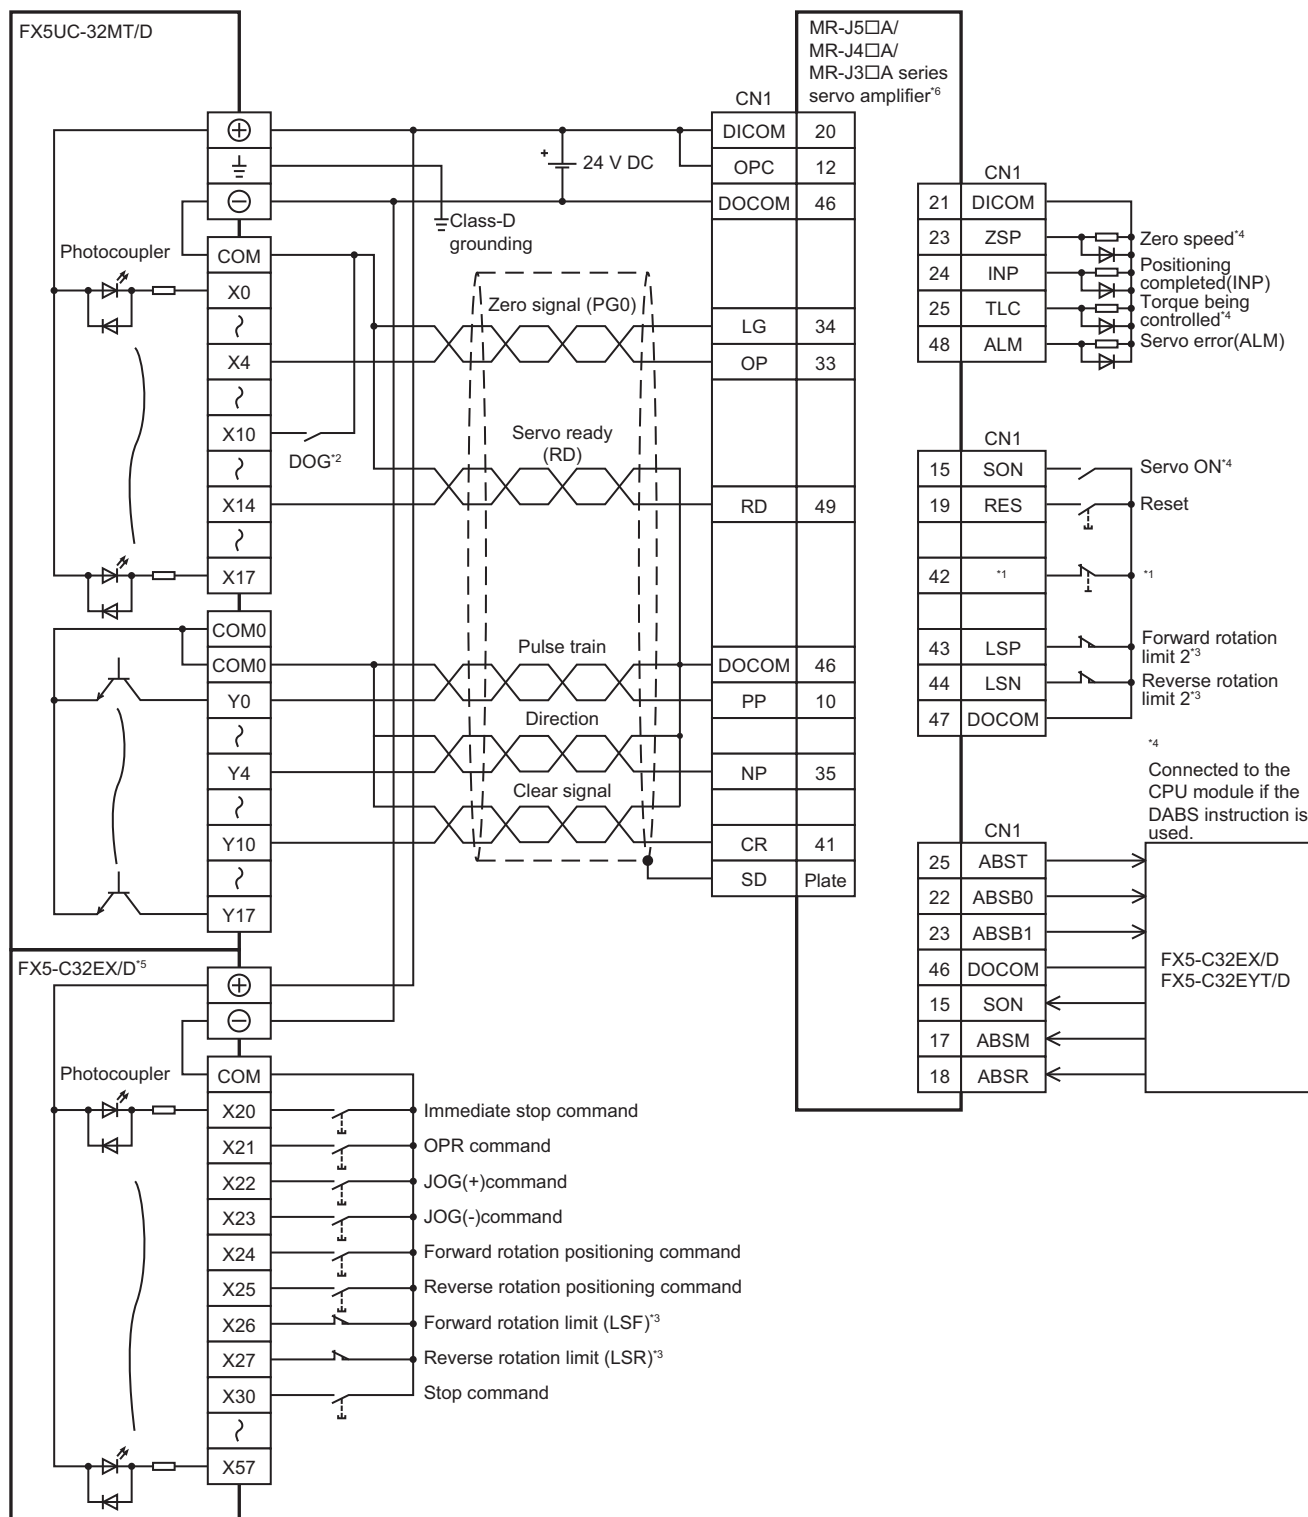 FX5UC-32MT/D
MR-J5□A/
MR-J4□A/
MR-J3□A series
servo amplifier*6
CN1
DICOM 20
24 V DC
OPC 12
DOCOM 46
Class-D
grounding
Photocoupler
COM
X0
Zero signal (PG0)
LG 34
X4
OP 33
X10
DOG*2
Servo ready
(RD)
X14
RD 49
X17
COM0
COM0
Pulse train
DOCOM 46
Y0
PP 10
Direction
Y4
NP 35
Clear signal
Y10
CR 41
SD Plate
Y17
CN1
21 DICOM
23 ZSP Zero speed*4
24 INP Positioning
completed(INP)
25 TLC Torque being
controlled*4
48 ALM Servo error(ALM)
CN1
15 SON Servo ON*4
19 RES Reset
42 *1 *1
43 LSP Forward rotation
limit 2*3
44 LSN Reverse rotation
limit 2*3
47 DOCOM
*4
Connected to the
CPU module if the
DABS instruction is
used.
CN1
25 ABST
22 ABSB0
23 ABSB1
46 DOCOM
15 SON
17 ABSM
18 ABSR
FX5-C32EX/D
FX5-C32EYT/D
FX5-C32EX/D*5
Photocoupler
COM
X20 Immediate stop command
X21 OPR command
X22 JOG(+)command
X23 JOG(-)command
X24 Forward rotation positioning command
X25 Reverse rotation positioning command
X26 Forward rotation limit (LSF)*3
X27 Reverse rotation limit (LSR)*3
X30 Stop command
X57